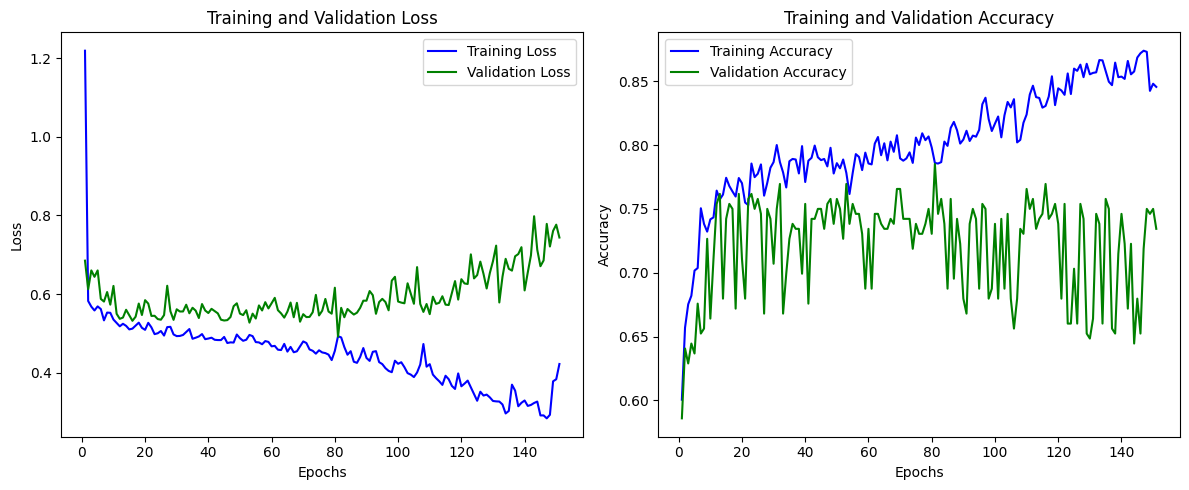 Training and Validation Loss
Training Loss
Validation Loss
1.2
1.0
0.8
0.6
0.4
Loss
0
20
40
60
80
100
120
140
Epochs
Training and Validation Accuracy
Training Accuracy
Validation Accuracy
0.85
0.80
0.75
0.70
0.65
0.60
Accuracy
0
20
40
60
80
100
120
140
Epochs